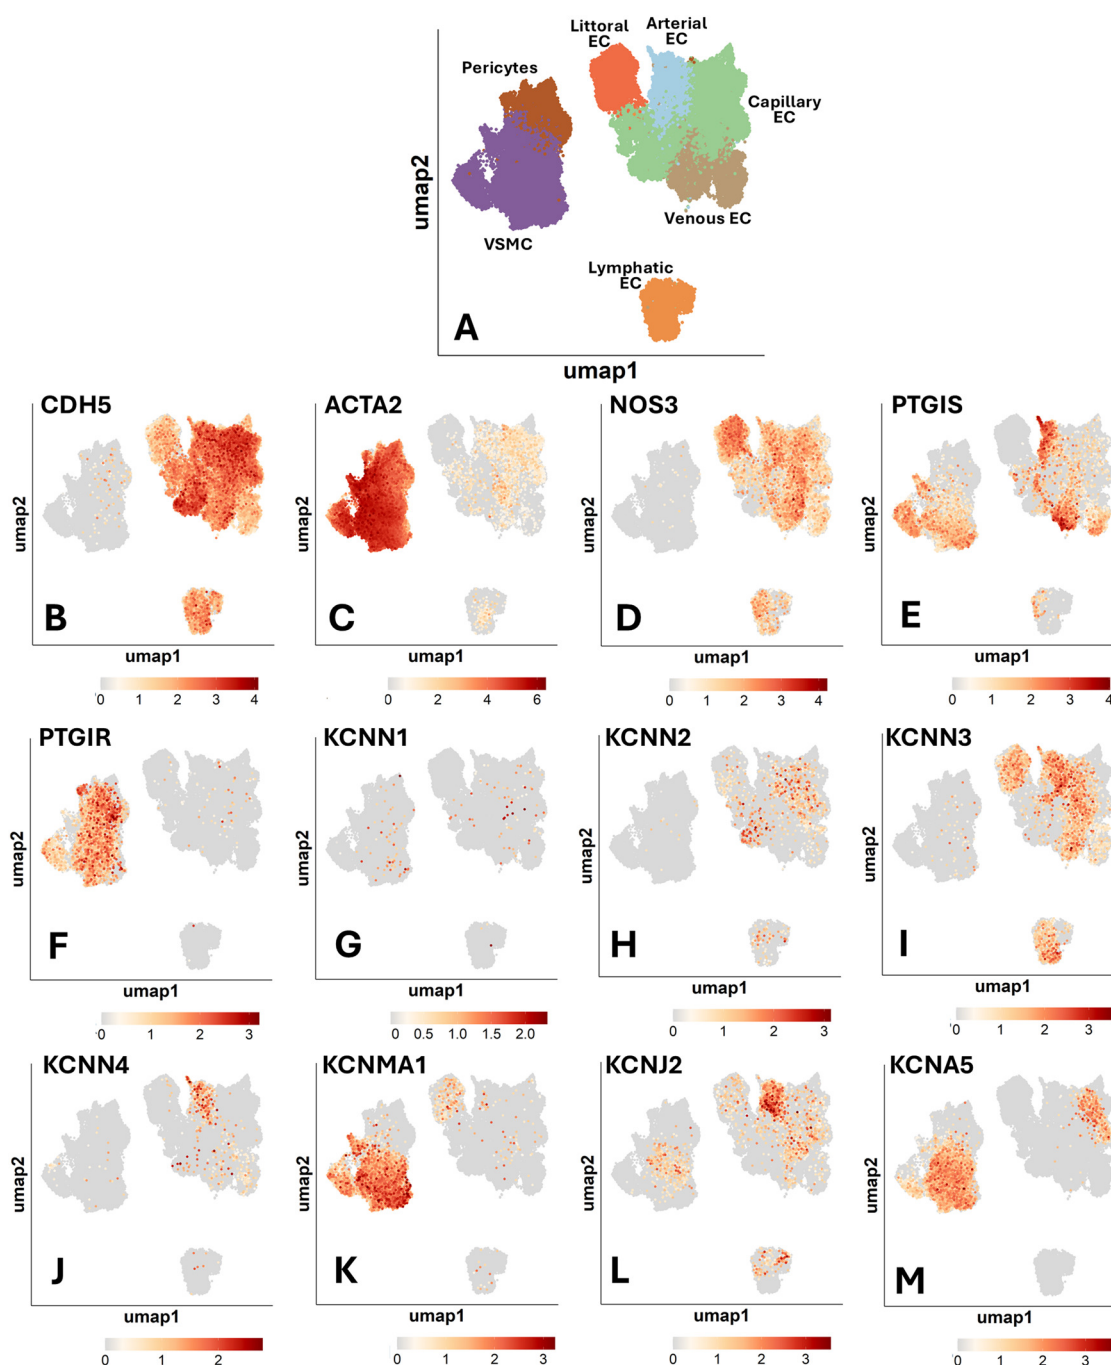 Littoral EC
Arterial EC
Pericytes
Capillary EC
Venous EC
VSMC
Lymphatic EC
A
umap2
umap1
CDH5
ACTA2
NOS3
PTGIS
umap2
umap2
umap2
umap2
B
C
D
E
umap1
umap1
umap1
umap1
0 1 2 3 4
0 2 4 6
0 1 2 3 4
0 1 2 3 4
PTGIR
KCNN1
KCNN2
KCNN3
umap2
umap2
umap2
umap2
F
G
H
I
umap1
umap1
umap1
umap1
0 1 2 3
0 0.5 1.0 1.5 2.0
0 1 2 3
0 1 2 3
KCNN4
KCNMA1
KCNJ2
KCNA5
umap2
umap2
umap2
umap2
J
K
L
M
umap1
umap1
umap1
umap1
0 1 2
0 1 2 3
0 1 2 3
0 1 2 3